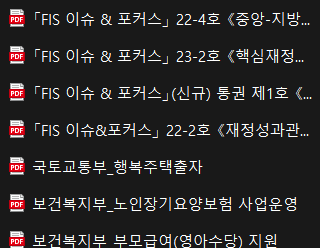 「FIS 이슈 & 포커스」 22-4호 《중앙-지방...
「FIS 이슈 & 포커스」 23-2호 《핵심재정...
「FIS 이슈 & 포커스」(신규) 통권 제1호 《...
「FIS 이슈&포커스」 22-2호 《재정성과관...
국토교통부_행복주택출자
보건복지부_노인장기요양보험 사업운영
보건복지부 부모급여(영아수당) 지원